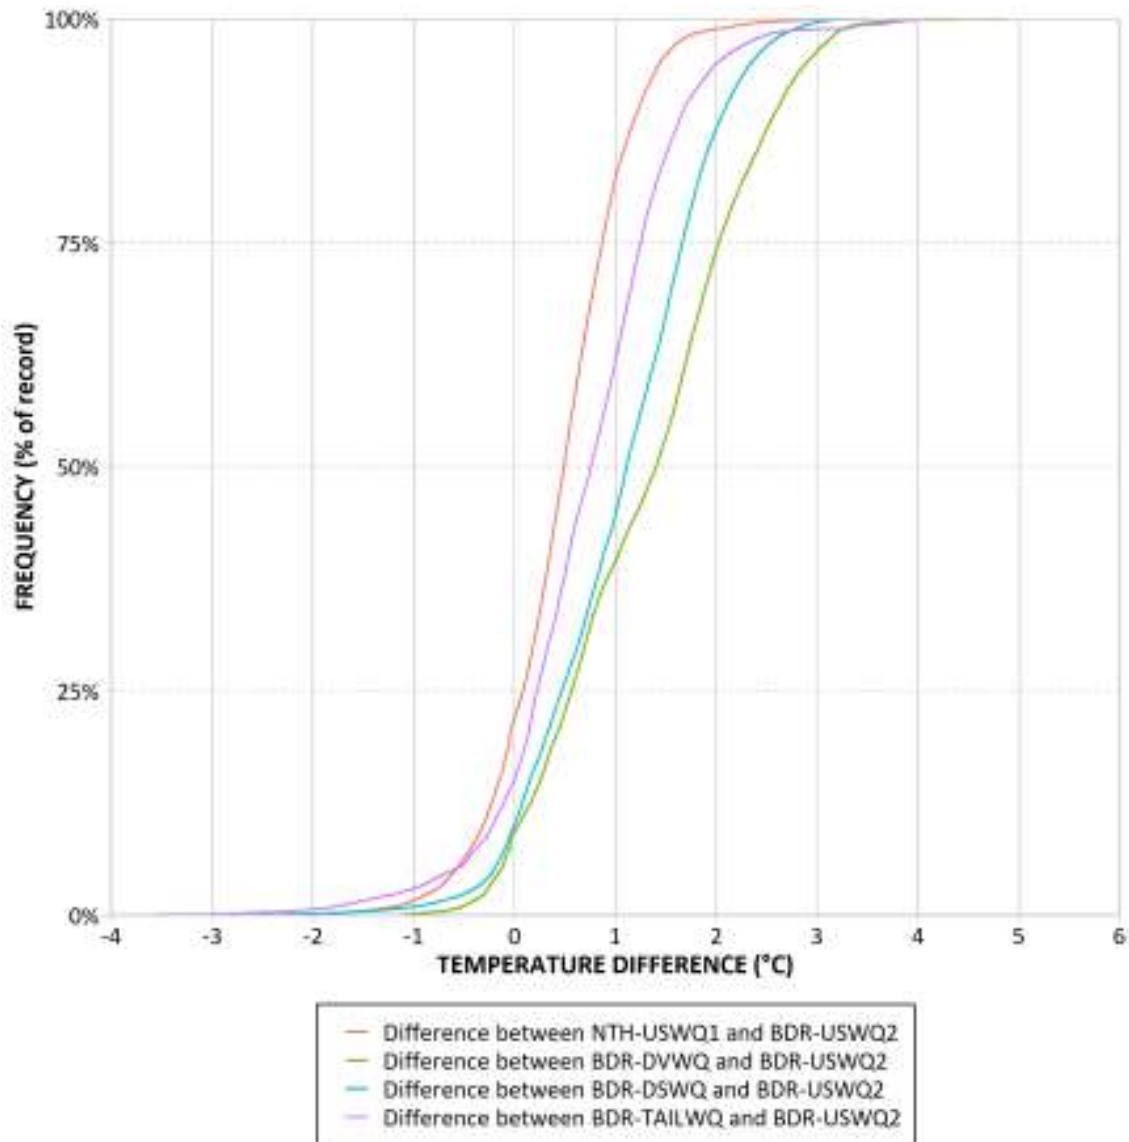 100%
75%
50%
25%
0%
FREQUENCY (% of record)
-4 -3 -2 -1 0 1 2 3 4 5 6
TEMPERATURE DIFFERENCE (°C)
Difference between NTH-USWQ1 and BDR-USWQ2
Difference between BDR-DVWQ and BDR-USWQ2
Difference between BDR-DSWQ and BDR-USWQ2
Difference between BDR-TAILWQ and BDR-USWQ2